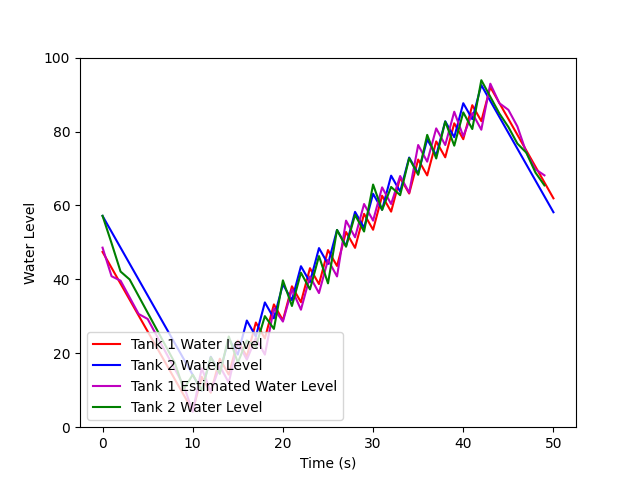 100
80
60
40
20
0
Water Level
Tank 1 Water Level
Tank 2 Water Level
Tank 1 Estimated Water Level
Tank 2 Water Level
0 10 20 30 40 50
Time (s)